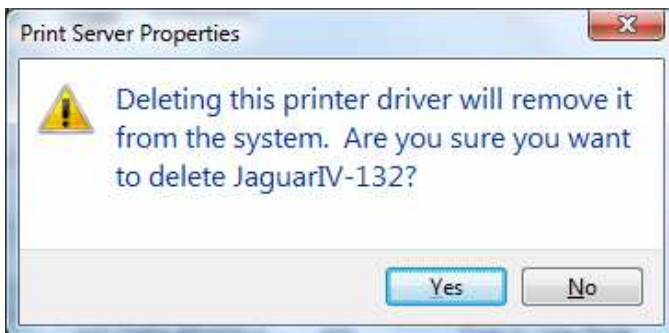 Print Server Properties
Deleting this printer driver will remove it
from the system.  Are you sure you want
to delete JaguarIV-132?
Yes No